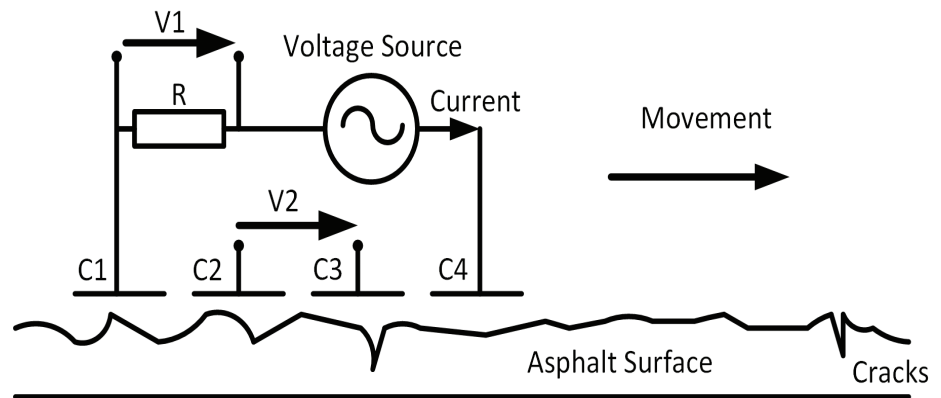 V1
Voltage Source
R
Current
Movement
V2
C1
C2
C3
C4
Asphalt Surface
Cracks